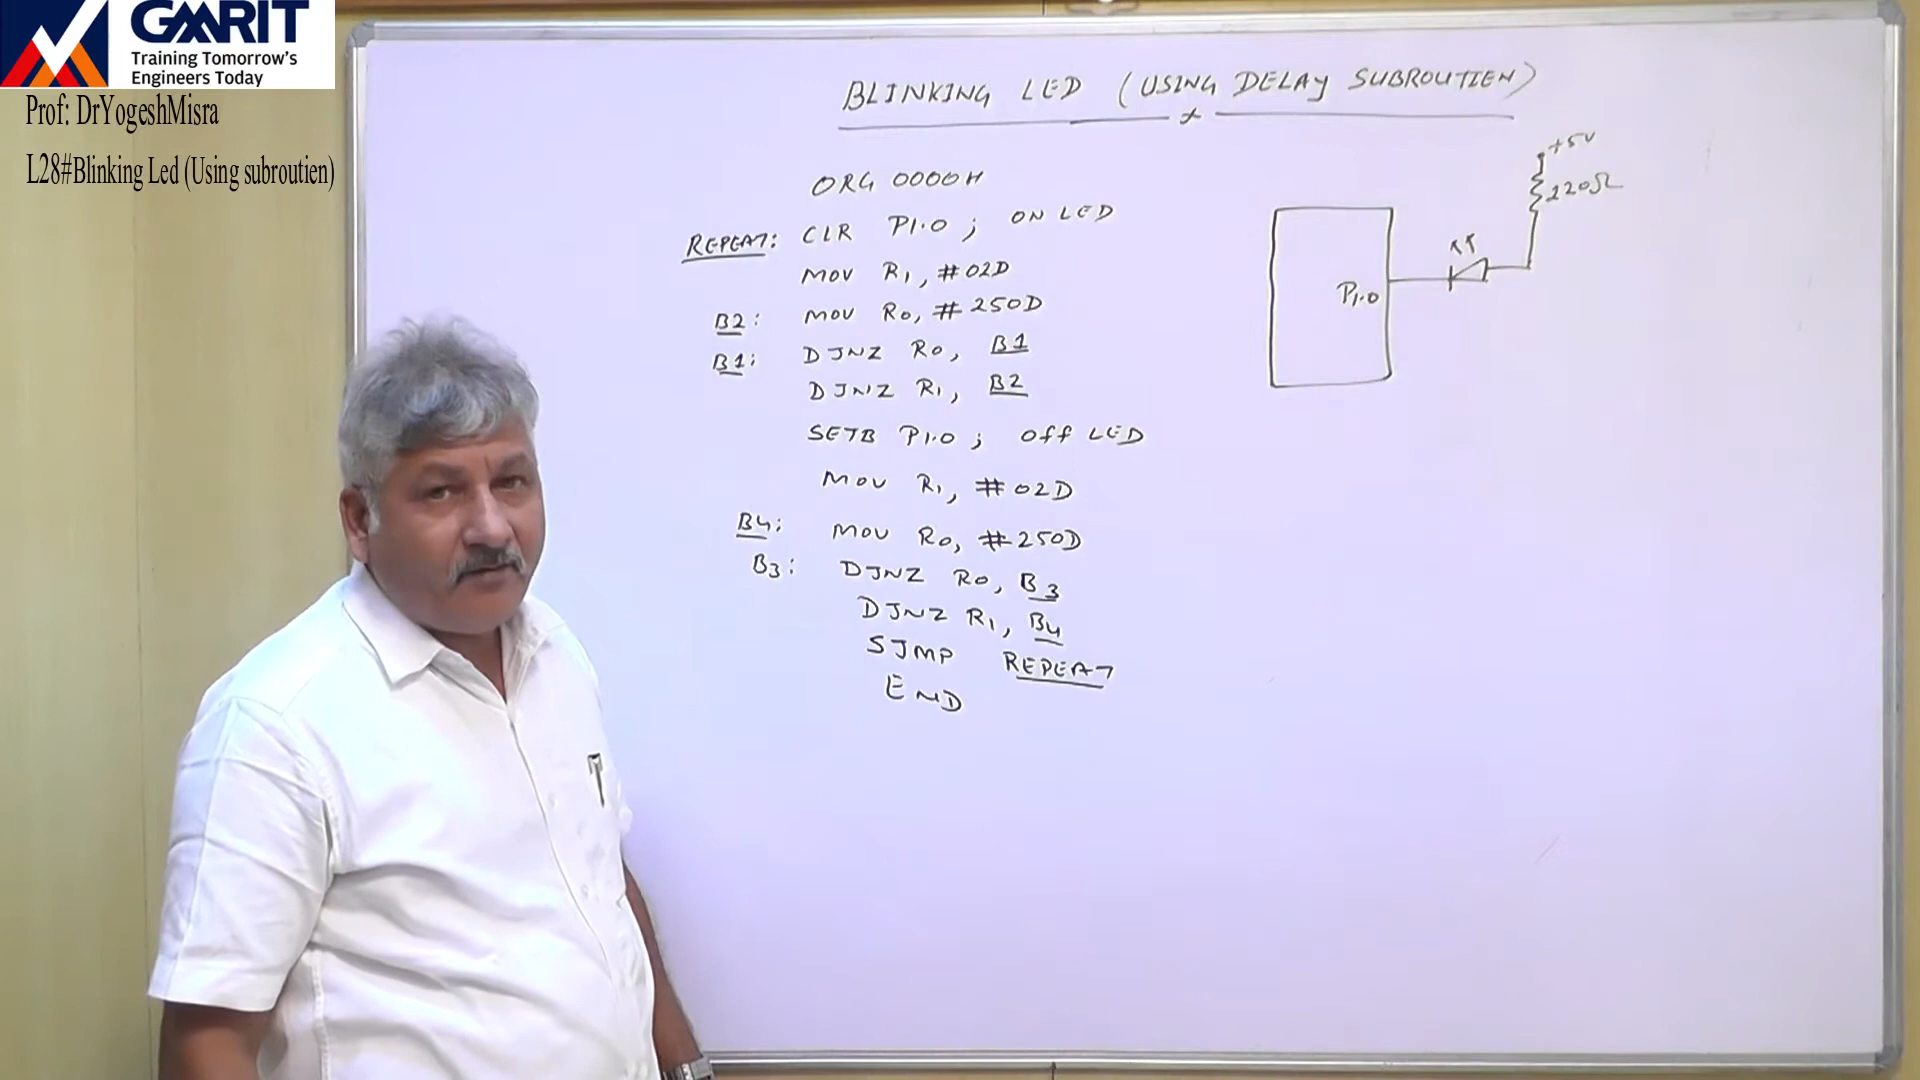 GMRIT
Training Tomorrow's
Engineers Today
Prof: DrYogeshMisra
L28#Blinking Led (Using subroutien)
BLINKING LED (USING DELAY SUBROUTIEN)
ORG 0000H
REPEAT: CLR P1.0 ; ON LED
MOV R1, #02D
B2: MOV R0, #250D
B1: DJNZ R0, B1
DJNZ R1, B2
SETB P1.0 ; OFF LED
MOV R1, #02D
B4: MOV R0, #250D
B3: DJNZ R0, B3
DJNZ R1, B4
SJMP REPEAT
END
+5V
220Ω
P1.0